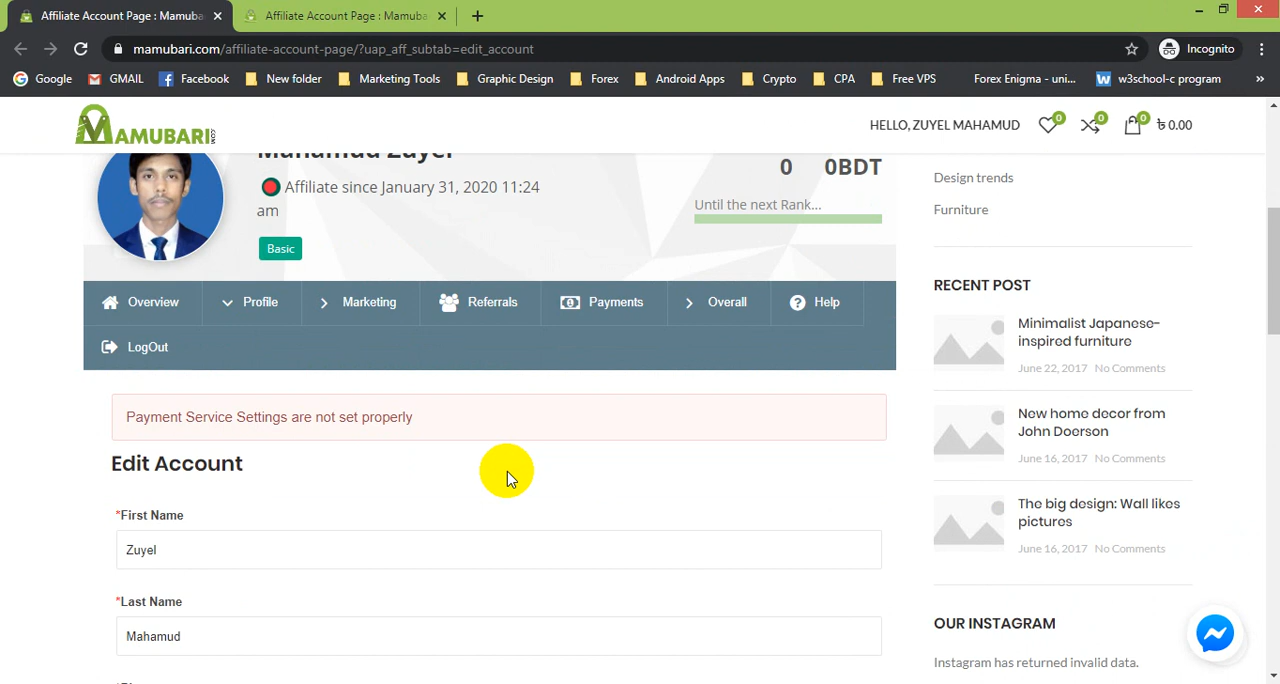 Affiliate Account Page : Mamuba
Affiliate Account Page : Mamuba
mamubari.com/affiliate-account-page/?uap_aff_subtab=edit_account
Incognito
Google GMAIL Facebook New folder Marketing Tools Graphic Design Forex Android Apps Crypto CPA Free VPS Forex Enigma - uni... w3school-c program »
MAMUBARI
HELLO, ZUYEL MAHAMUD 0 0 0 ৳ 0.00
Mahamud Zuyel
Affiliate since January 31, 2020 11:24
am
Basic
0 0BDT
Until the next Rank...
Overview Profile Marketing Referrals Payments Overall Help
LogOut
Payment Service Settings are not set properly
Edit Account
*First Name
Zuyel
*Last Name
Mahamud
Design trends
Furniture
RECENT POST
Minimalist Japanese-
inspired furniture
June 22, 2017 No Comments
New home decor from
John Doerson
June 16, 2017 No Comments
The big design: Wall likes
pictures
June 16, 2017 No Comments
OUR INSTAGRAM
Instagram has returned invalid data.